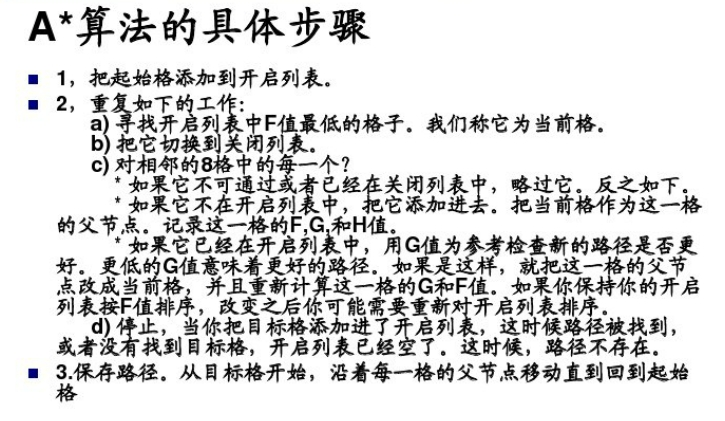 A*算法的具体步骤
1，把起始格添加到开启列表。
2，重复如下的工作：
a) 寻找开启列表中F值最低的格子。我们称它为当前格。
b) 把它切换到关闭列表。
c) 对相邻的8格中的每一个？
* 如果它不可通过或者已经在关闭列表中，略过它。反之如下。
* 如果它不在开启列表中，把它添加进去。把当前格作为这一格
的父节点。记录这一格的F,G,和H值。
* 如果它已经在开启列表中，用G值为参考检查新的路径是否更
好。更低的G值意味着更好的路径。如果是这样，就把这一格的父节
点改成当前格，并且重新计算这一格的G和F值。如果你保持你的开启
列表按F值排序，改变之后你可能需要重新对开启列表排序。
d) 停止，当你把目标格添加进了开启列表，这时候路径被找到，
或者没有找到目标格，开启列表已经空了。这时候，路径不存在。
3.保存路径。从目标格开始，沿着每一格的父节点移动直到回到起始
格